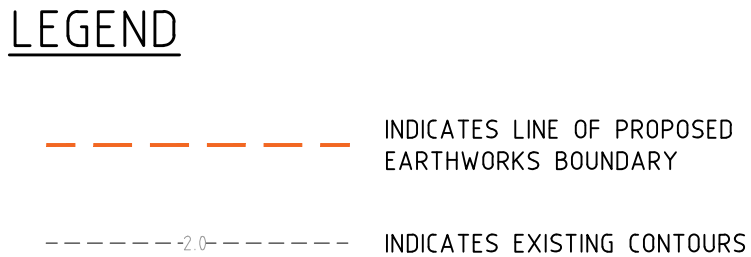 LEGEND
INDICATES LINE OF PROPOSED
EARTHWORKS BOUNDARY
2.0
INDICATES EXISTING CONTOURS